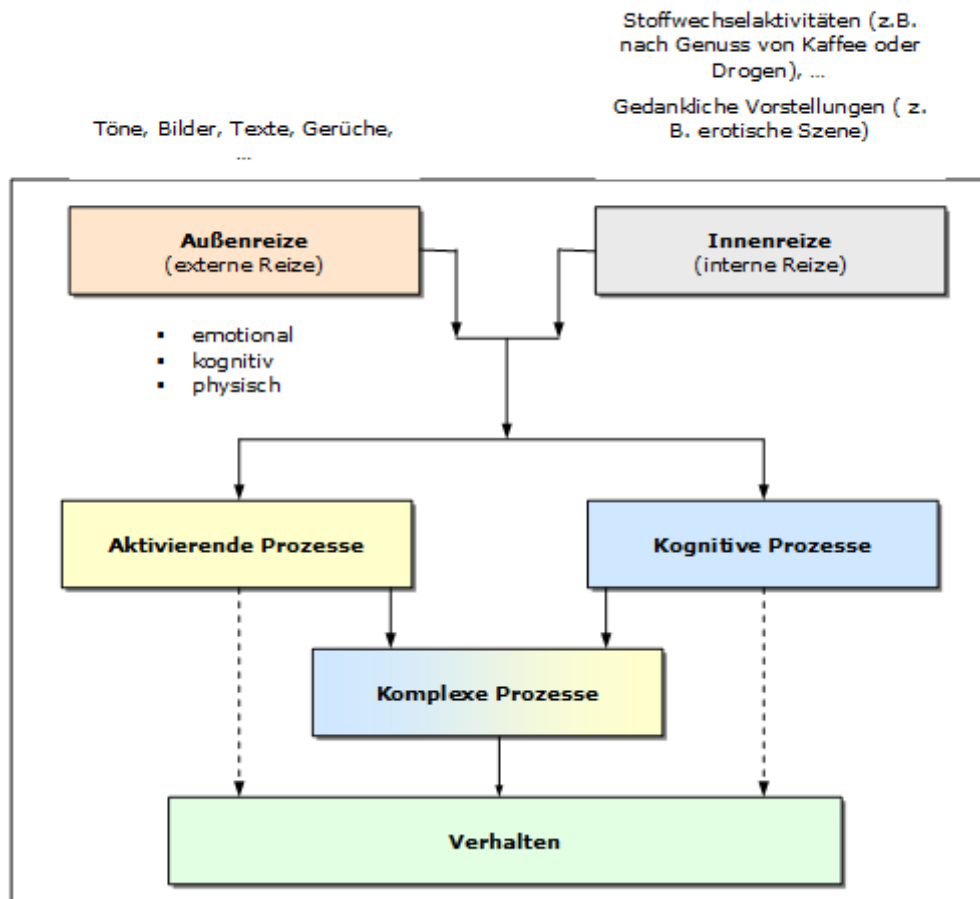 Stoffwechselaktivitäten (z.B.
nach Genuss von Kaffee oder
Drogen), ...
Gedankliche Vorstellungen ( z.
B. erotische Szene)
Töne, Bilder, Texte, Gerüche,
...
Außenreize
(externe Reize)
Innenreize
(interne Reize)
▪ emotional
▪ kognitiv
▪ physisch
Aktivierende Prozesse
Kognitive Prozesse
Komplexe Prozesse
Verhalten